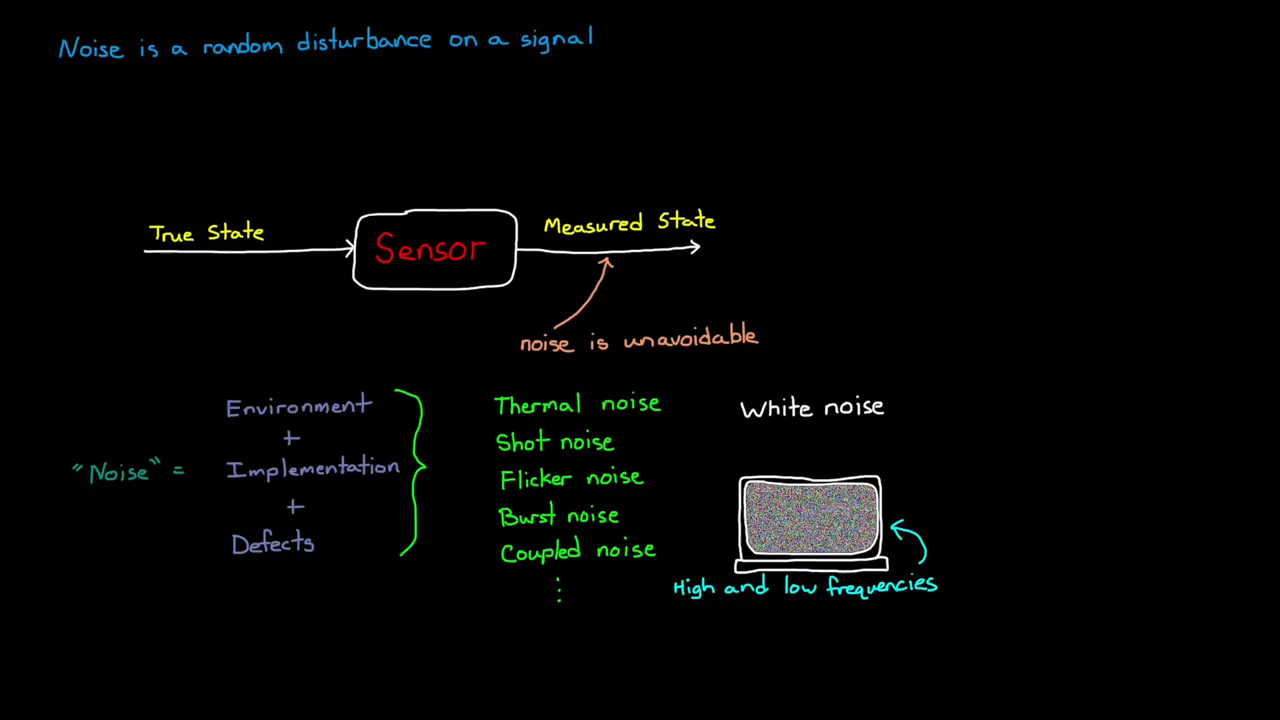 Noise is a random disturbance on a signal
True State
Sensor
Measured State
noise is unavoidable
"Noise" =
Environment
+
Implementation
+
Defects
Thermal noise
Shot noise
Flicker noise
Burst noise
Coupled noise
⋮
White noise
High and low frequencies